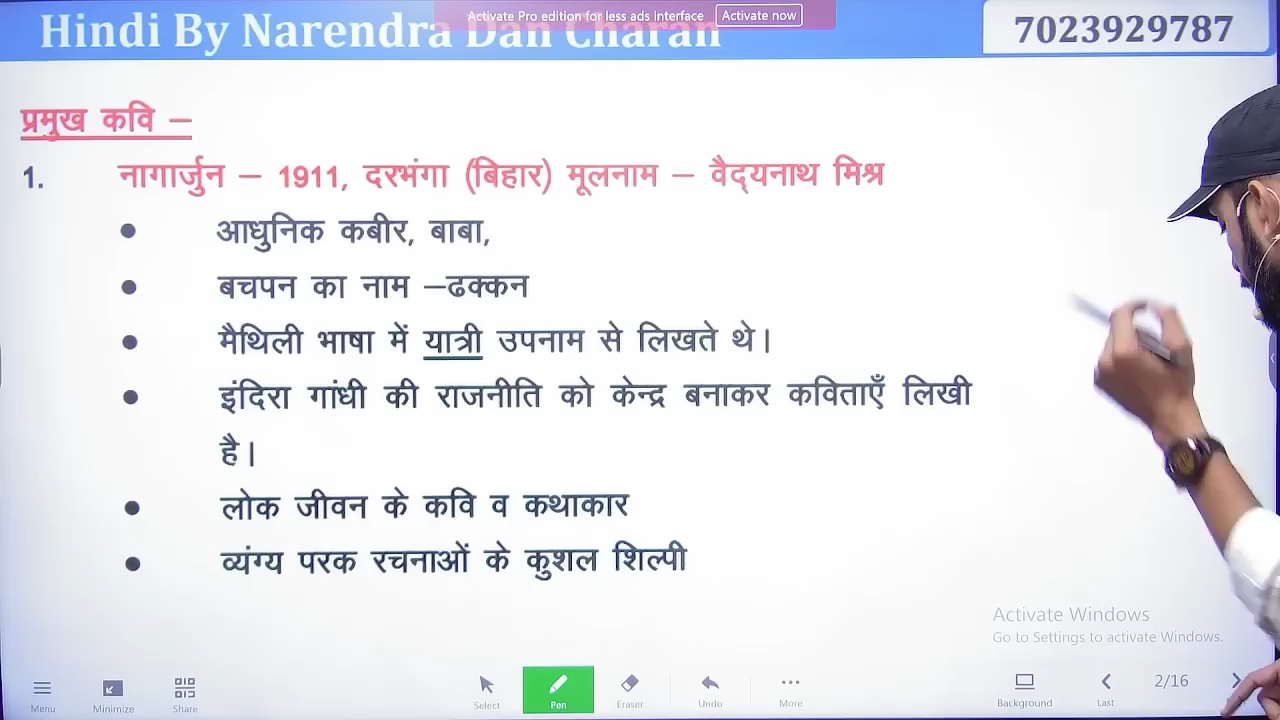 Activate Pro edition for less ads interface Activate now
Hindi By Narendra Dan Charan 7023929787
प्रमुख कवि –
1. नागार्जुन – 1911, दरभंगा (बिहार) मूलनाम – वैद्‌यनाथ मिश्र
● आधुनिक कबीर, बाबा,
● बचपन का नाम –ढक्कन
● मैथिली भाषा में यात्री उपनाम से लिखते थे।
● इंदिरा गांधी की राजनीति को केन्द्र बनाकर कविताएँ लिखी
है।
● लोक जीवन के कवि व कथाकार
● व्यंग्य परक रचनाओं के कुशल शिल्पी
Activate Windows
Go to Settings to activate Windows.
Menu Minimize Share Select Pen Eraser Undo More Background Last 2/16